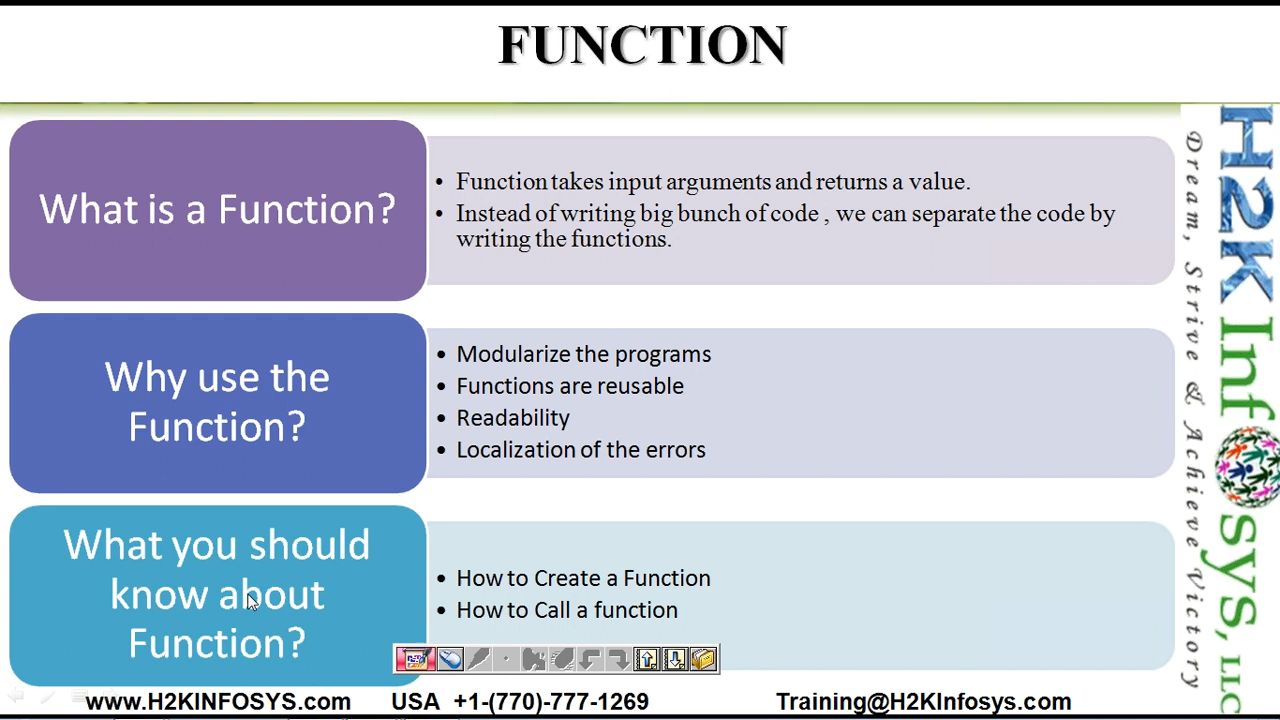 FUNCTION
What is a Function?
• Function takes input arguments and returns a value.
• Instead of writing big bunch of code , we can separate the code by
writing the functions.
Why use the
Function?
• Modularize the programs
• Functions are reusable
• Readability
• Localization of the errors
What you should
know about
Function?
• How to Create a Function
• How to Call a function
Dream, Strive & Achieve Victory
H2K Infosys, LLC
www.H2KINFOSYS.com USA +1-(770)-777-1269 Training@H2KInfosys.com